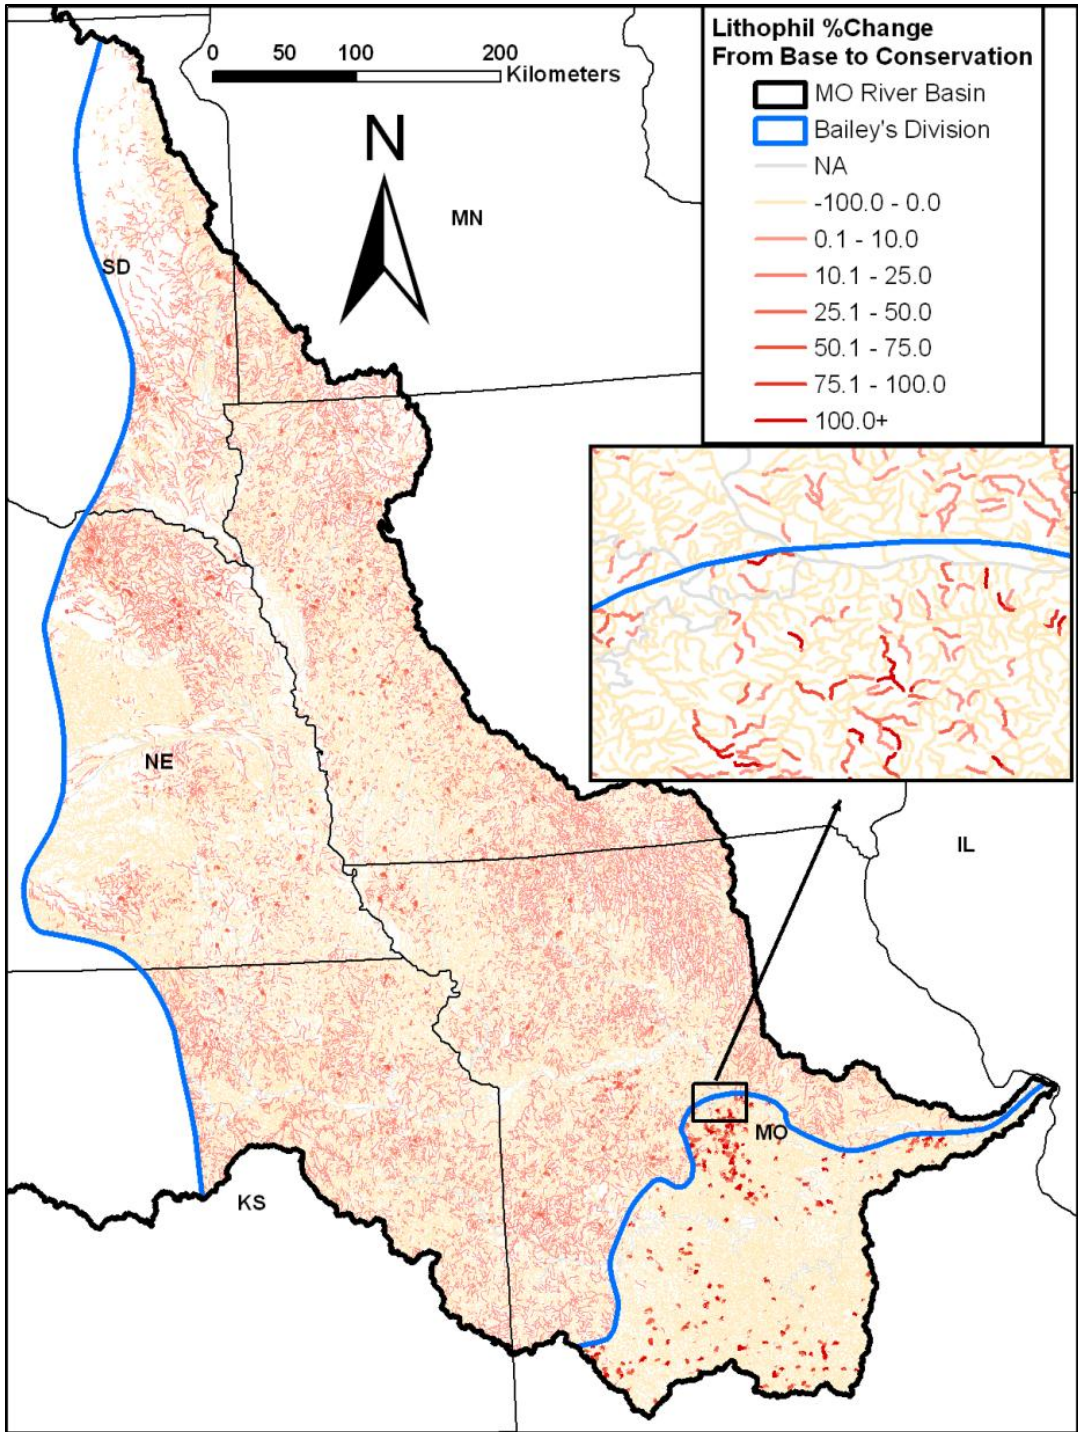 Lithophil %Change
From Base to Conservation
MO River Basin
Bailey's Division
NA
-100.0 - 0.0
0.1 - 10.0
10.1 - 25.0
25.1 - 50.0
50.1 - 75.0
75.1 - 100.0
100.0+
0 50 100 200
Kilometers
N
MN
SD
NE
IL
MO
KS